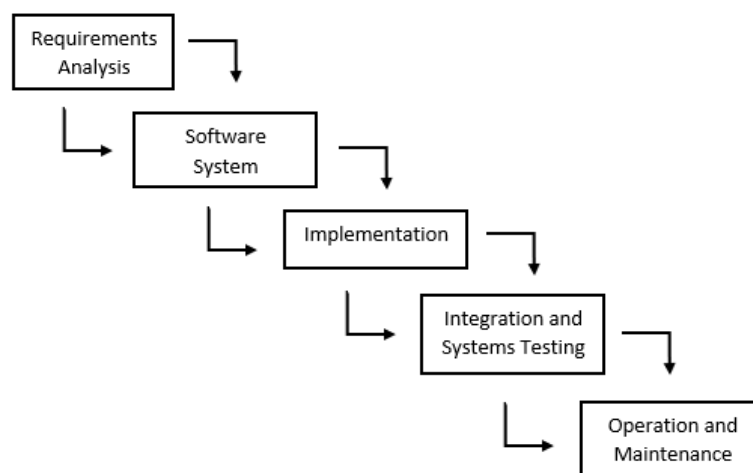 Requirements
Analysis
Software
System
Implementation
Integration and
Systems Testing
Operation and
Maintenance